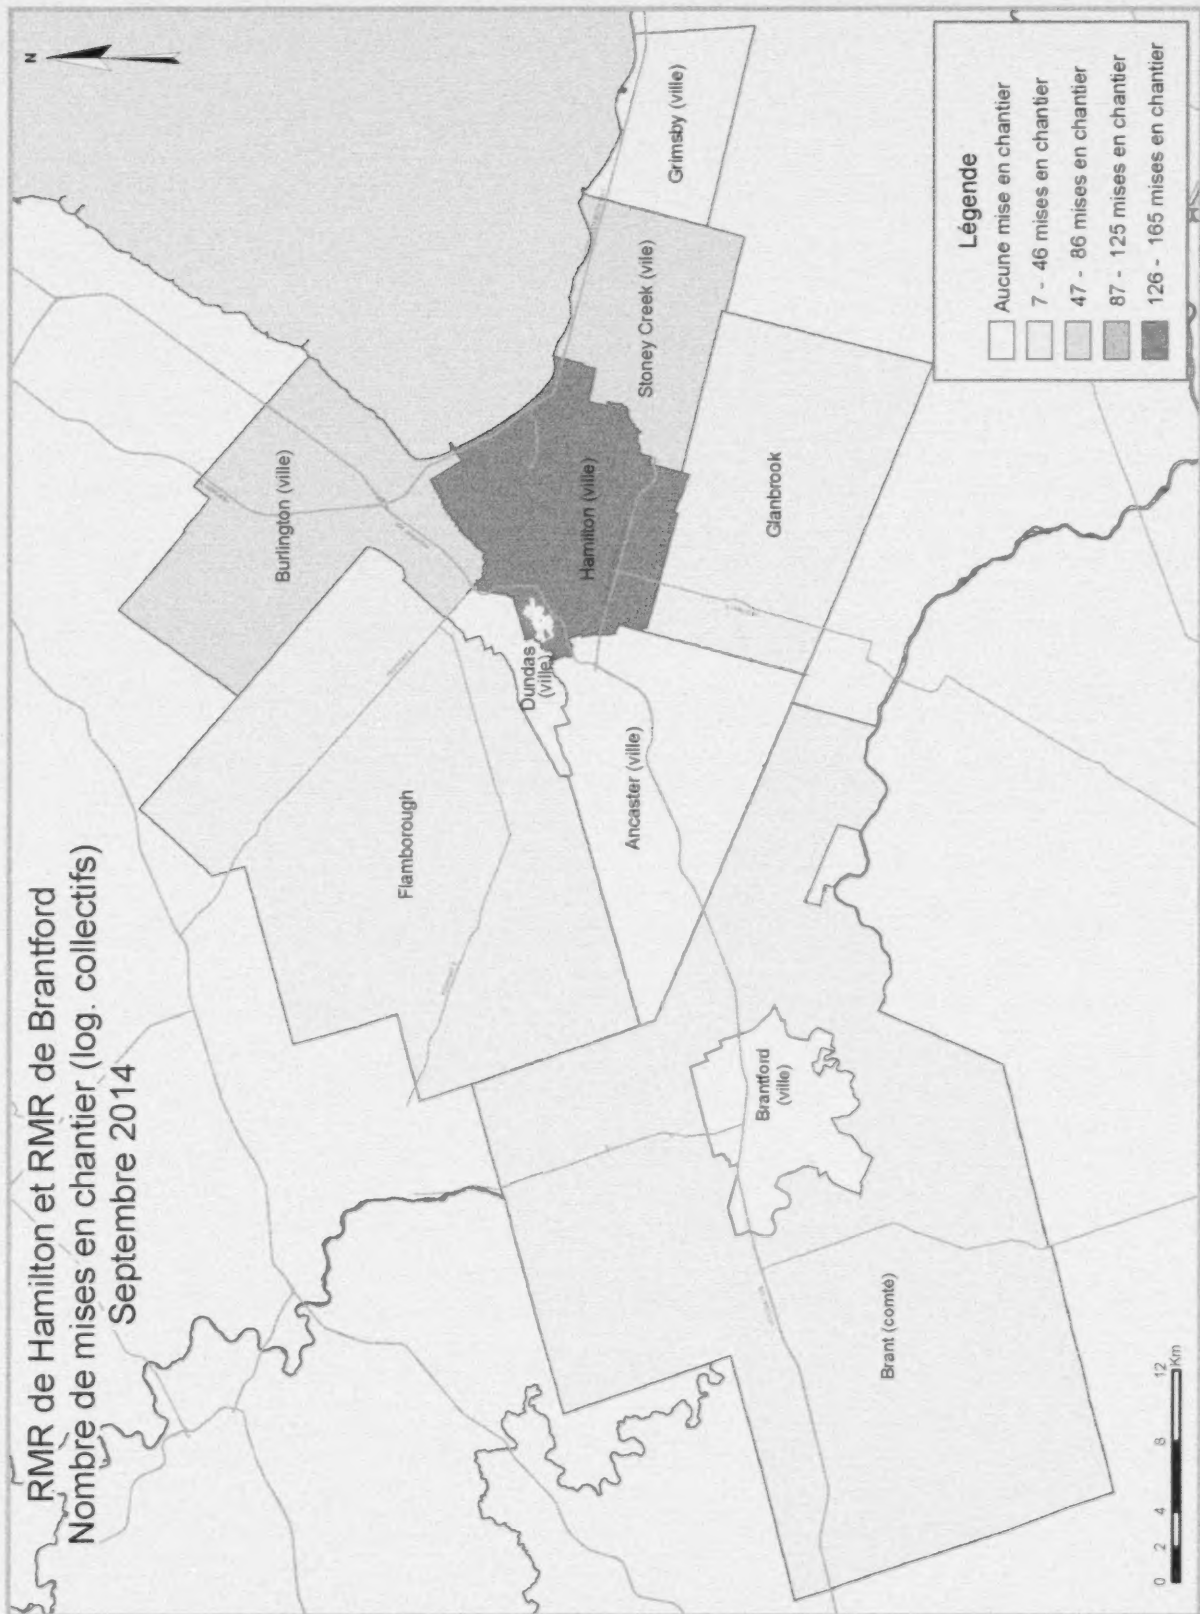 RMR de Hamilton et RMR de Brantford
Nombre de mises en chantier (log. collectifs)
Septembre 2014
N
Burlington (ville)
Flamborough
Dundas
(ville)
Hamilton (ville)
Stoney Creek (vile)
Grimsby (ville)
Ancaster (ville)
Glanbrook
Brantford
(ville)
Brant (comté)
Légende
Aucune mise en chantier
7 - 46 mises en chantier
47 - 86 mises en chantier
87 - 125 mises en chantier
126 - 165 mises en chantier
0 2 4 8 12
Km